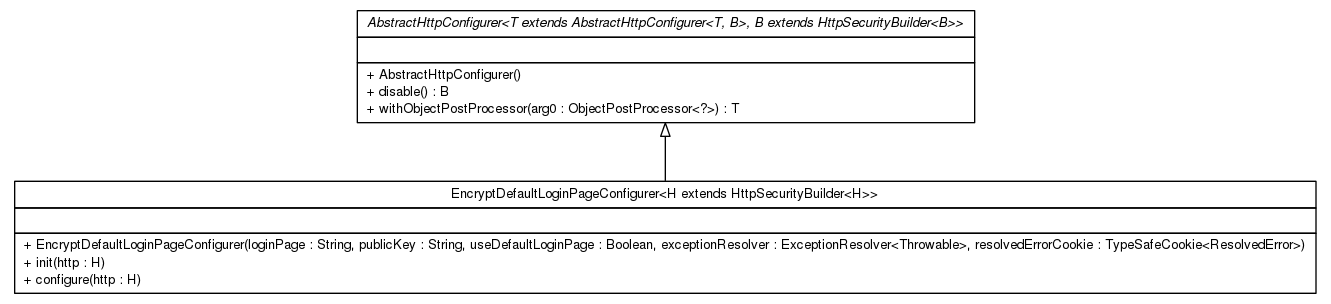 AbstractHttpConfigurer<T extends AbstractHttpConfigurer<T, B>, B extends HttpSecurityBuilder<B>>
+ AbstractHttpConfigurer()
+ disable() : B
+ withObjectPostProcessor(arg0 : ObjectPostProcessor<?>) : T
EncryptDefaultLoginPageConfigurer<H extends HttpSecurityBuilder<H>>
+ EncryptDefaultLoginPageConfigurer(loginPage : String, publicKey : String, useDefaultLoginPage : Boolean, exceptionResolver : ExceptionResolver<Throwable>, resolvedErrorCookie : TypeSafeCookie<ResolvedError>)
+ init(http : H)
+ configure(http : H)